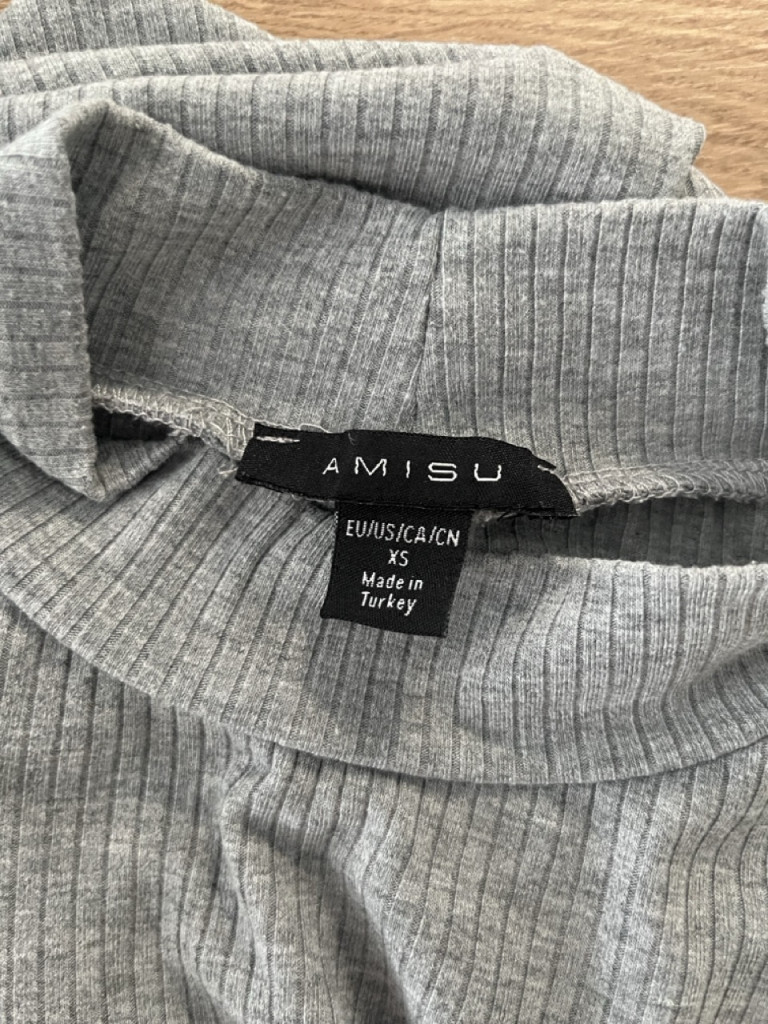 AMISU
EU/US/CA/CN
XS
Made in
Turkey